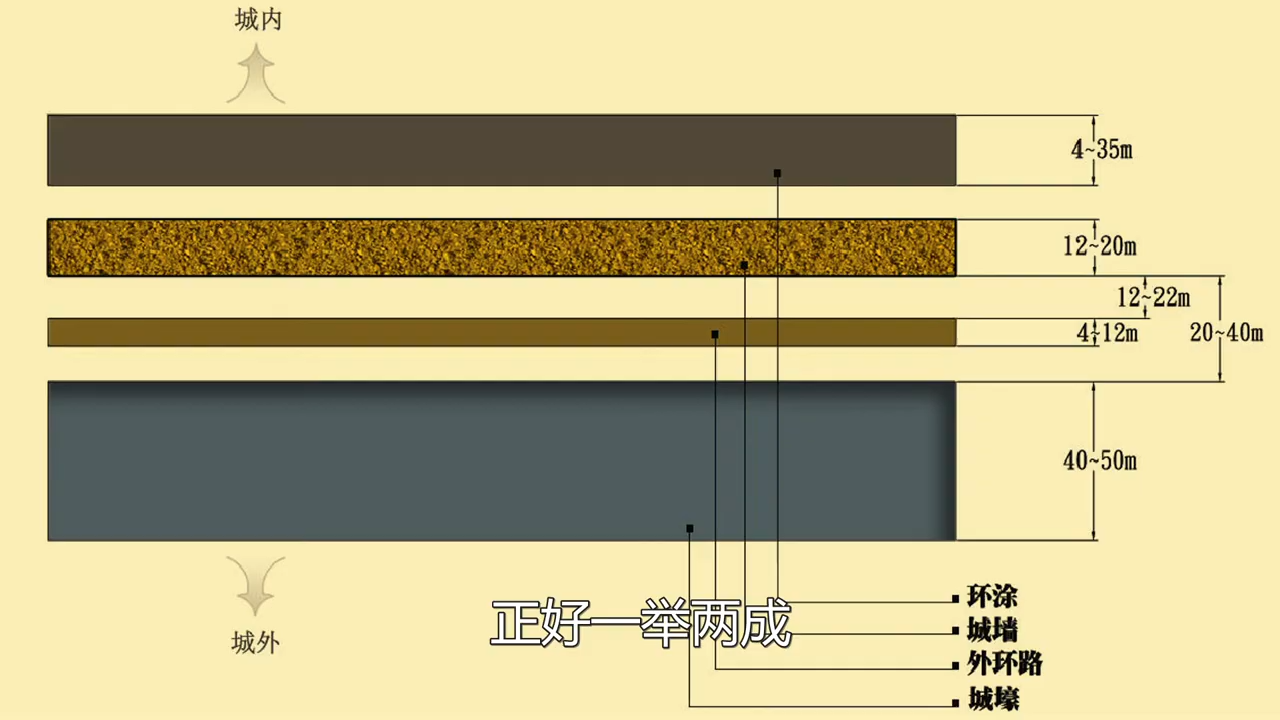 城内
4~35m
12~20m
12~22m
4~12m
20~40m
40~50m
环涂
正好一举两成
城墙
城外
外环路
城壕